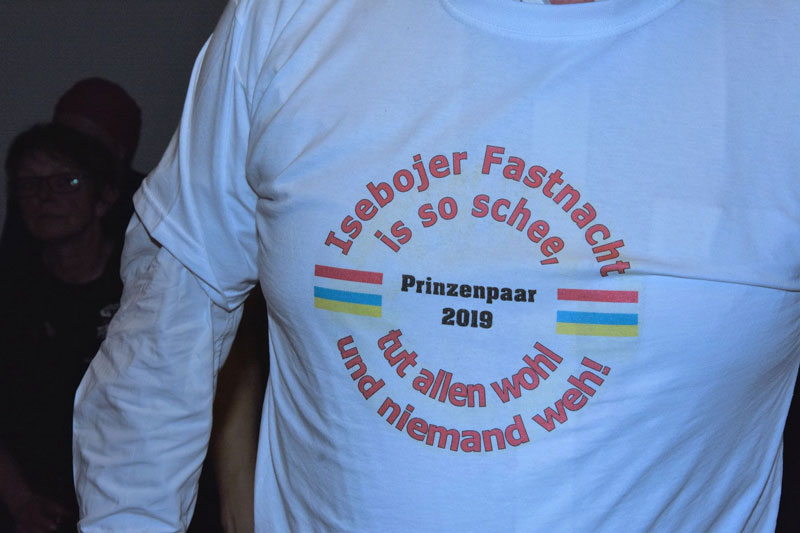 Isebojer Fastnacht
is so schee,
Prinzenpaar
2019
tut allen wohl
und niemand weh!